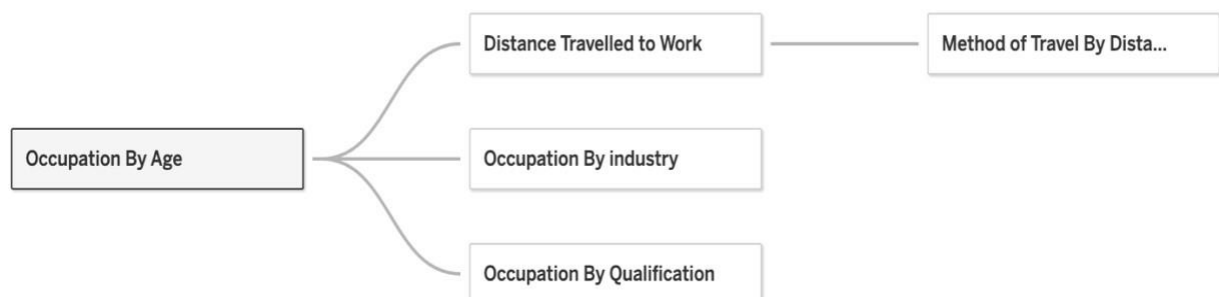 Distance Travelled to Work
Method of Travel By Dista...
Occupation By Age
Occupation By industry
Occupation By Qualification